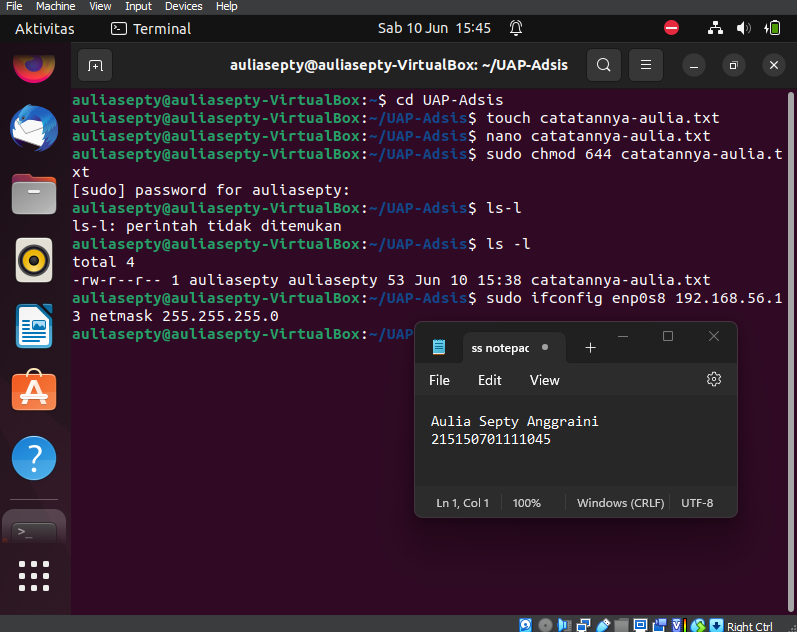 File Machine View Input Devices Help
Aktivitas Terminal Sab 10 Jun 15:45
auliasepty@auliasepty-VirtualBox: ~/UAP-Adsis
auliasepty@auliasepty-VirtualBox:~$ cd UAP-Adsis
auliasepty@auliasepty-VirtualBox:~/UAP-Adsis$ touch catatannya-aulia.txt
auliasepty@auliasepty-VirtualBox:~/UAP-Adsis$ nano catatannya-aulia.txt
auliasepty@auliasepty-VirtualBox:~/UAP-Adsis$ sudo chmod 644 catatannya-aulia.t
xt
[sudo] password for auliasepty:
auliasepty@auliasepty-VirtualBox:~/UAP-Adsis$ ls-l
ls-l: perintah tidak ditemukan
auliasepty@auliasepty-VirtualBox:~/UAP-Adsis$ ls -l
total 4
-rw-r--r-- 1 auliasepty auliasepty 53 Jun 10 15:38 catatannya-aulia.txt
auliasepty@auliasepty-VirtualBox:~/UAP-Adsis$ sudo ifconfig enp0s8 192.168.56.1
3 netmask 255.255.255.0
auliasepty@auliasepty-VirtualBox:~/UAP
ss notepac
File Edit View
Aulia Septy Anggraini
215150701111045
Ln 1, Col 1 100% Windows (CRLF) UTF-8
Right Ctrl